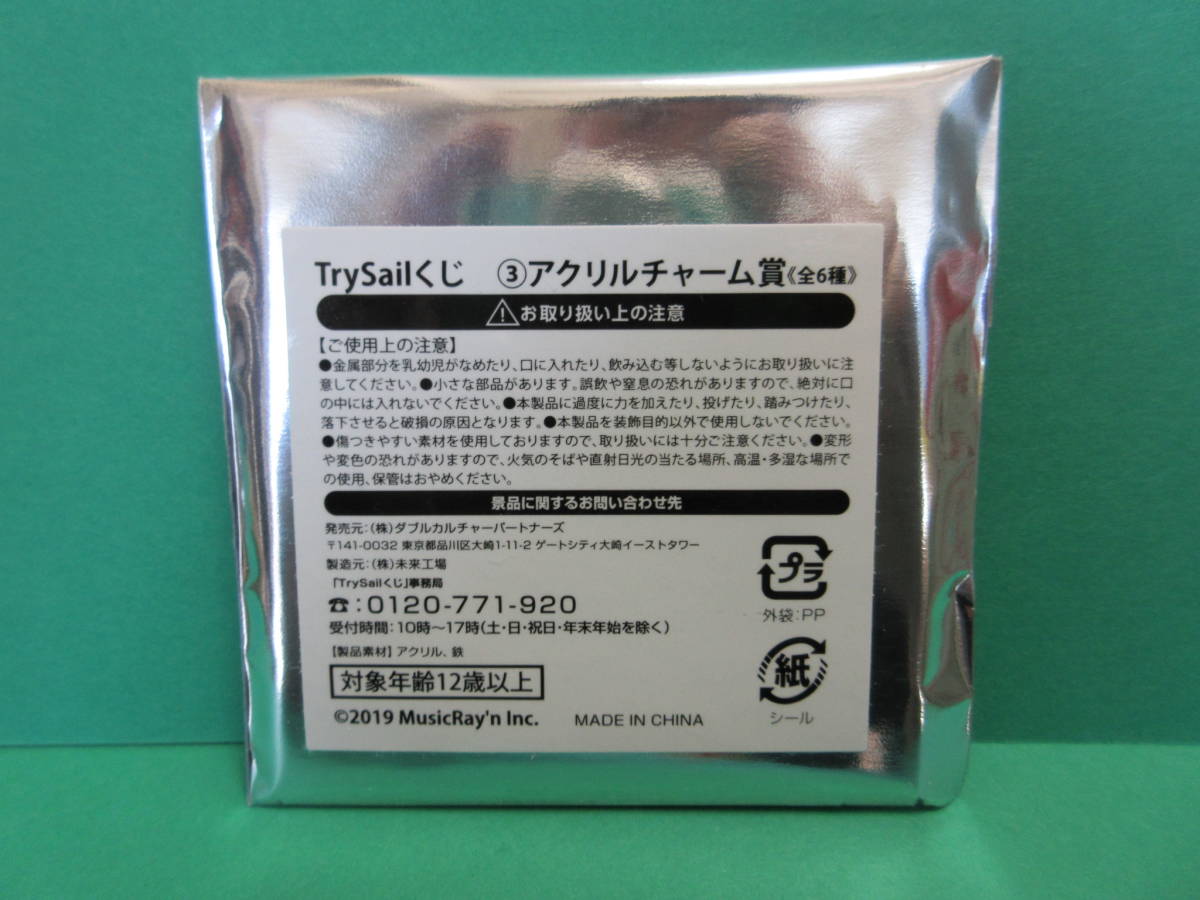 TrySailくじ ③アクリルチャーム賞《全6種》
お取り扱い上の注意
【ご使用上の注意】
●金属部分を乳幼児がなめたり、口に入れたり、飲み込む等しないようにお取り扱いに注
意してください。●小さな部品があります。誤飲や窒息の恐れがありますので、絶対に口
の中には入れないでください。●本製品に過度に力を加えたり、投げたり、踏みつけたり、
落下させると破損の原因となります。●本製品を装飾目的以外で使用しないでください。
●傷つきやすい素材を使用しておりますので、取り扱いには十分ご注意ください。●変形
や変色の恐れがありますので、火気のそばや直射日光の当たる場所、高温・多湿な場所で
の使用、保管はおやめください。
景品に関するお問い合わせ先
発売元:(株)ダブルカルチャーパートナーズ
〒141-0032 東京都品川区大崎1-11-2 ゲートシティ大崎イーストタワー
製造元:(株)未来工場
「TrySailくじ」事務局
☎:0120-771-920
受付時間:10時〜17時(土・日・祝日・年末年始を除く)
【製品素材】アクリル、鉄
対象年齢12歳以上
©2019 MusicRay'n Inc. MADE IN CHINA
プラ
外袋:PP
紙
シール